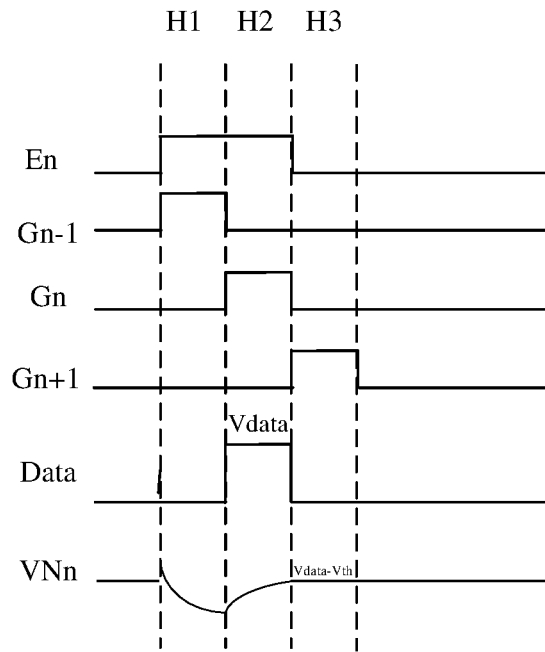 H1 H2 H3
En
Gn-1
Gn
Gn+1
Vdata
Data
VNn
Vdata-Vth